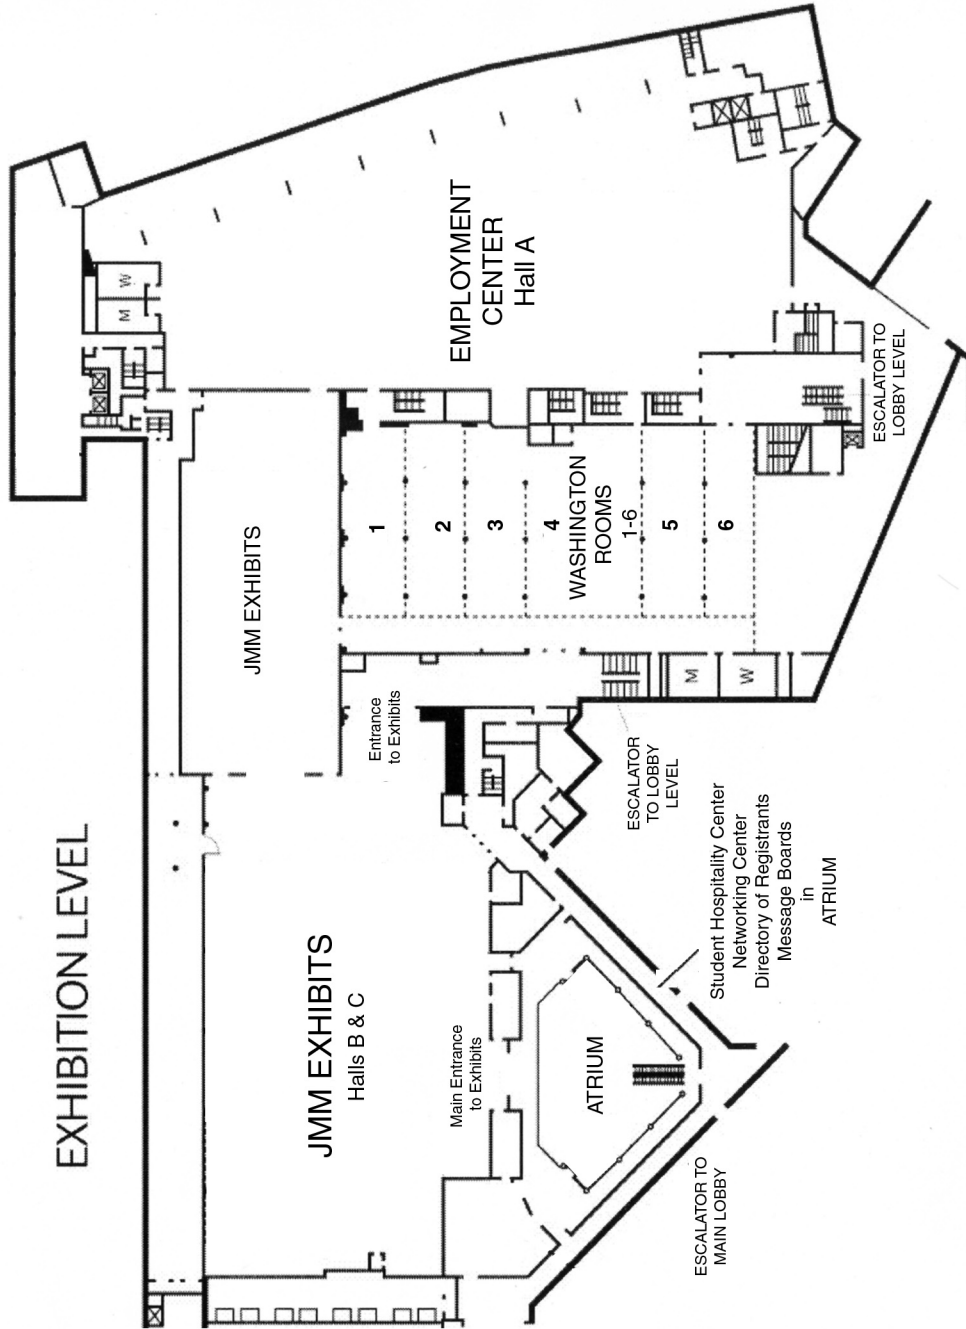 EXHIBITION LEVEL
JMM EXHIBITS
Halls B & C
Main Entrance
to Exhibits
ATRIUM
ESCALATOR TO
MAIN LOBBY
Student Hospitality Center
Networking Center
Directory of Registrants
Message Boards
in
ATRIUM
JMM EXHIBITS
Entrance
to Exhibits
ESCALATOR
TO LOBBY
LEVEL
1
2
3
4
WASHINGTON
ROOMS
1-6
5
6
M
W
M
W
EMPLOYMENT
CENTER
Hall A
ESCALATOR TO
LOBBY LEVEL